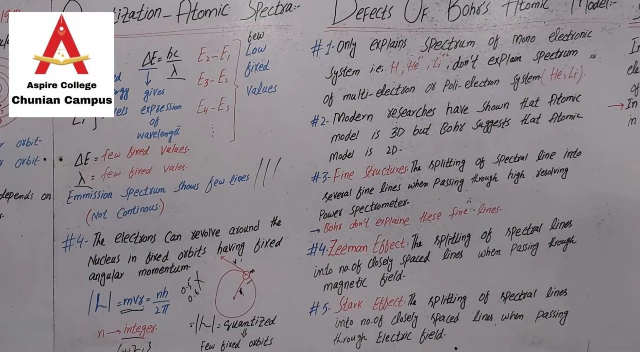 Aspire College
Chunian Campus
Quantization - Atomic Spectra:-
ΔE = hc
λ
E2-E1
E3-E1
E4-E3
few
Low
fixed
values
gives
expression
of
wavelength
or orbit-
or orbit.
depends on
ΔE = few fixed values.
λ = few fixed vales.
Emmission Spectrum shows few lines!!!
(Not Continous)
#4- The electrons can revolve around the
Nucleus in fixed orbits having fixed
angular momentum.
|L| = mvr = nh
2π
n → integer
=|L| = quantized
Few fixed orbits
Defects Of Bohr's Atomic Model:-
#1- Only explains Spectrum of Mono electronic
System i.e; H, He+, Li don't explain spectrum
of multi-electron or Poli-electron System (He, Li).
#2- Modern researches have shown that Atomic
model is 3D but Bohr suggests that Atomic
model is 2D.
#3- Fine Structures: The splitting of spectral line into
several fine lines when passing through high resolving
Power Spectrometer.
→ Bohr don't explaine these fine-lines.
#4- Zeeman Effect:- The splitting of spectral lines
into no. of closely spaced lines when passing through
magnetic field.
#5- Stark Effect: The splitting of spectral lines
into no. of closely spaced lines when passing
through Electric field.
→ In
in